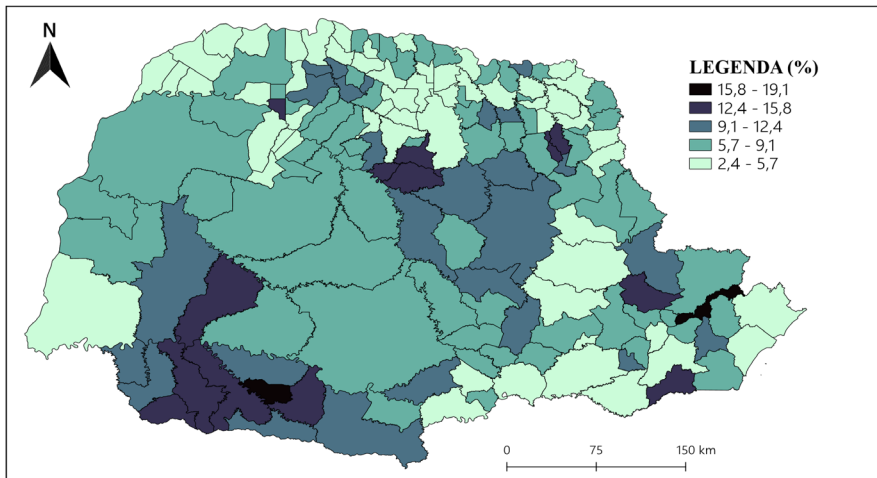 N
LEGENDA (%)
15,8 - 19,1
12,4 - 15,8
9,1 - 12,4
5,7 - 9,1
2,4 - 5,7
0 75 150 km